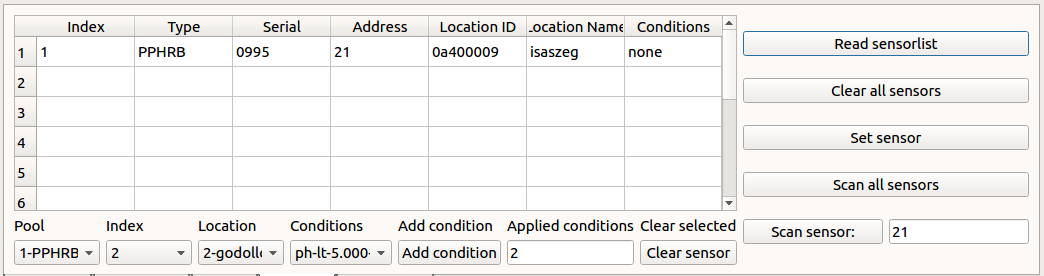 Index Type Serial Address Location ID Location Name Conditions
1 1 PPHRB 0995 21 0a400009 isaszeg none
2
3
4
5
6
Read sensorlist
Clear all sensors
Set sensor
Scan all sensors
Pool Index Location Conditions Add condition Applied conditions Clear selected
1-PPHRB 2 2-godoll ph-lt-5.000- Add condition 2 Clear sensor
Scan sensor: 21